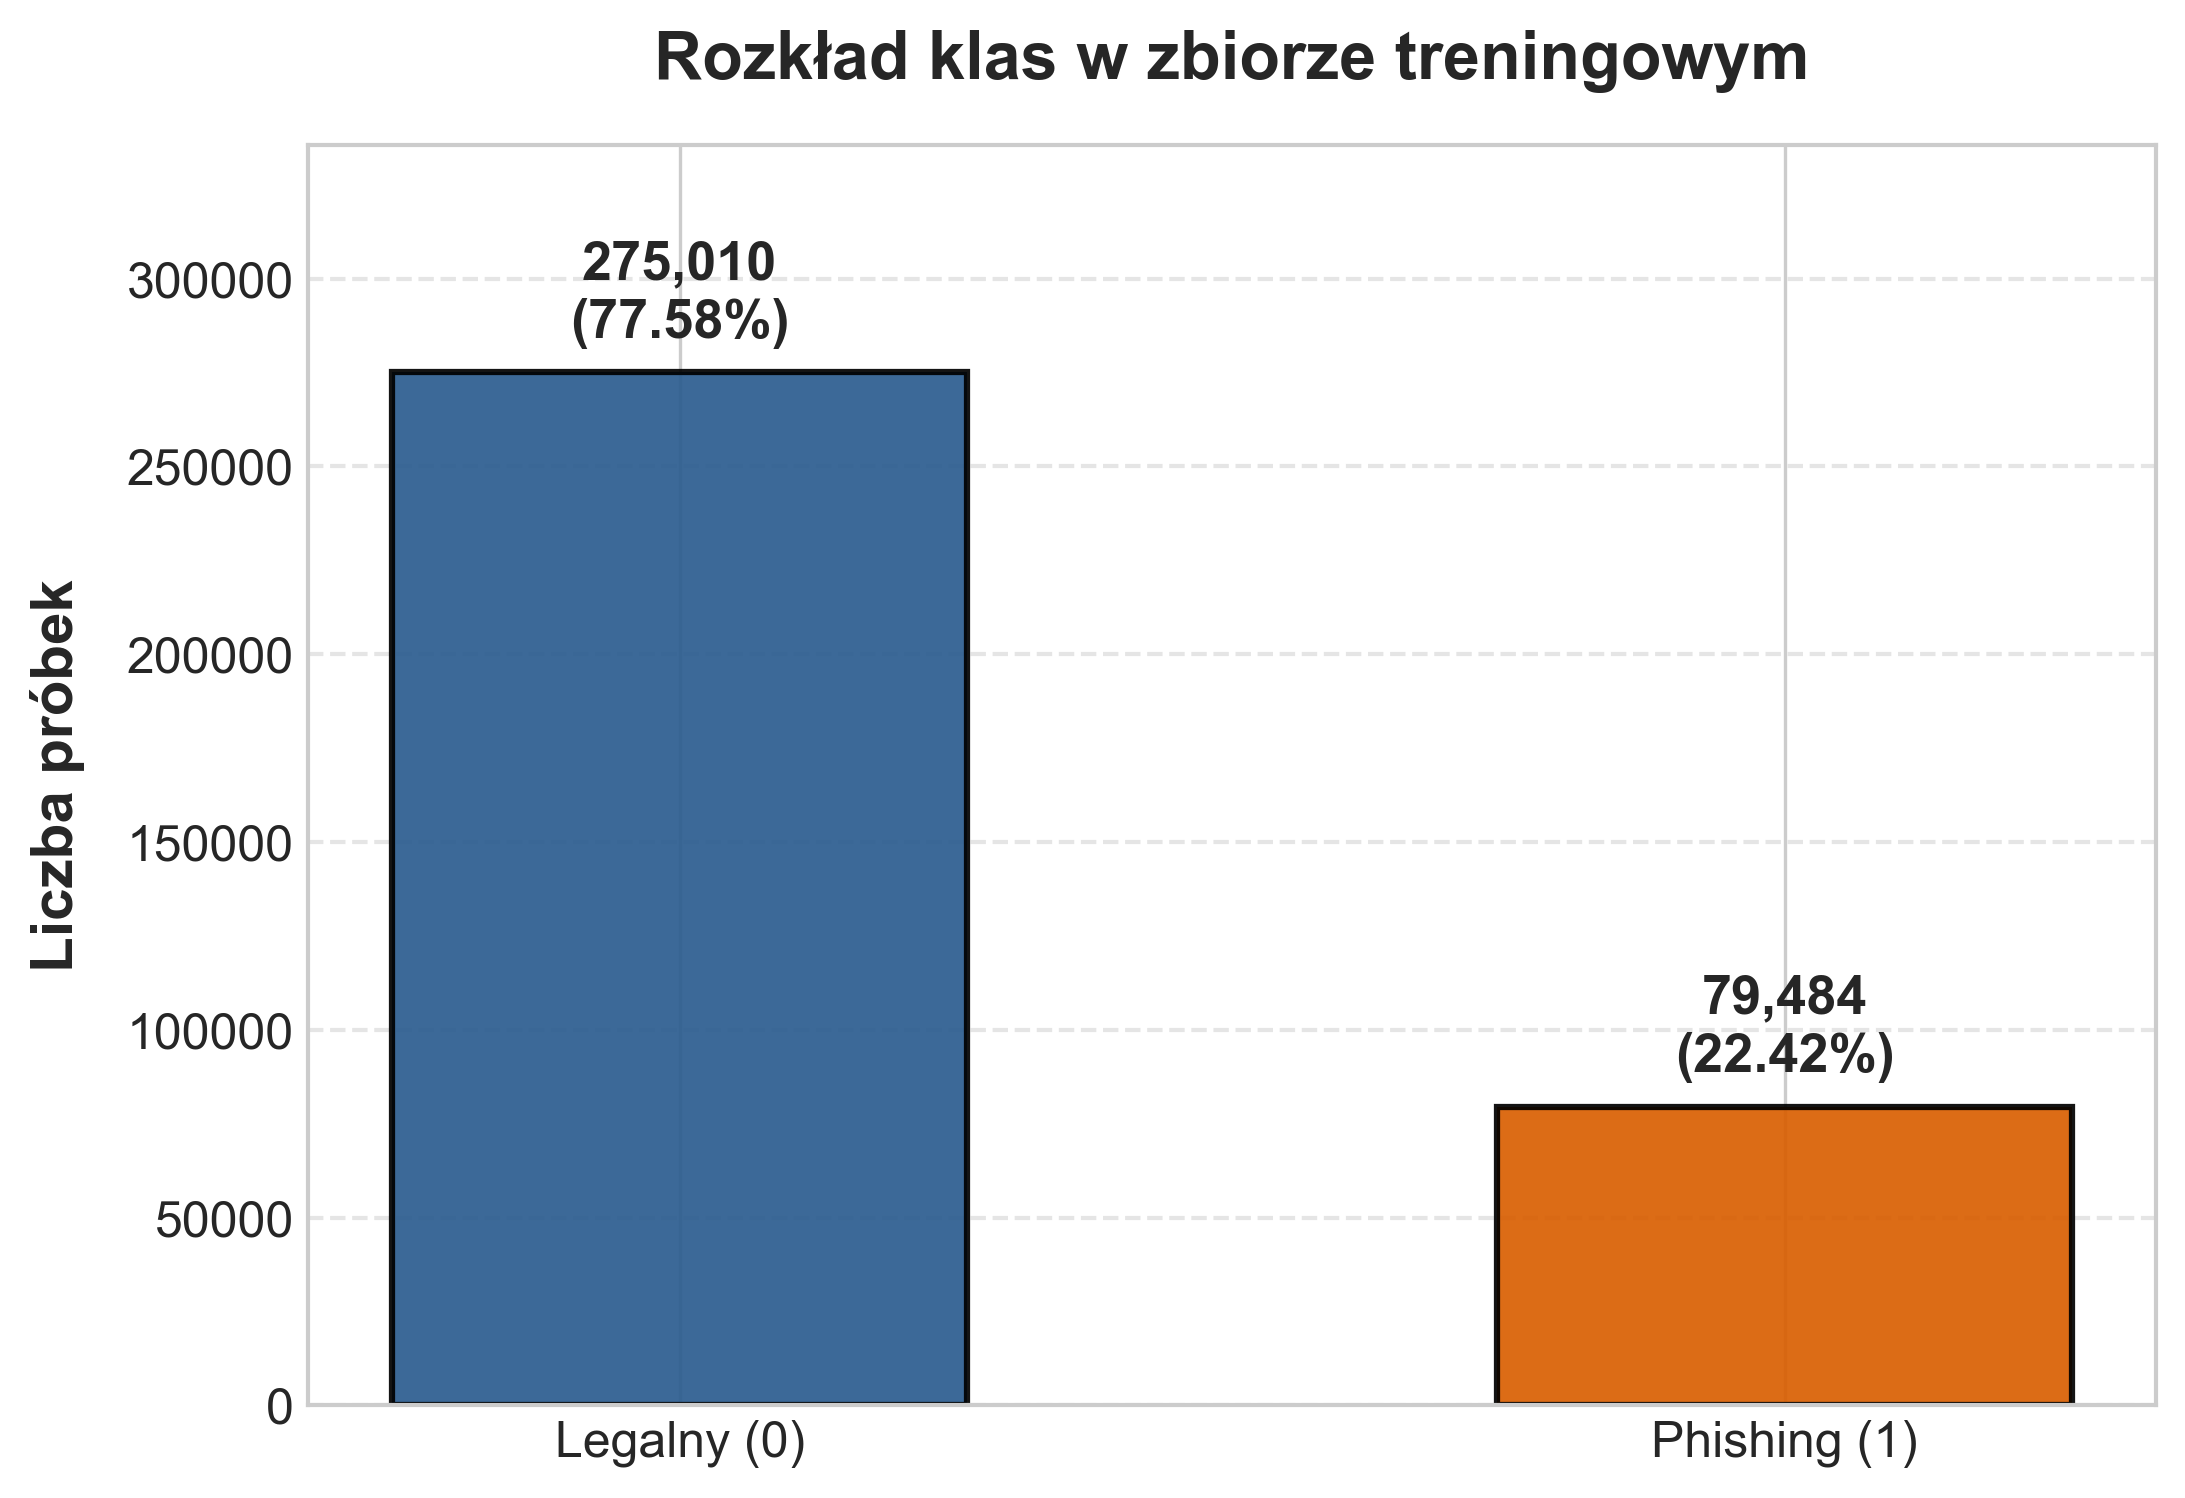 Rozkład klas w zbiorze treningowym
Liczba próbek
300000
250000
200000
150000
100000
50000
0
275,010
(77.58%)
79,484
(22.42%)
Legalny (0)
Phishing (1)